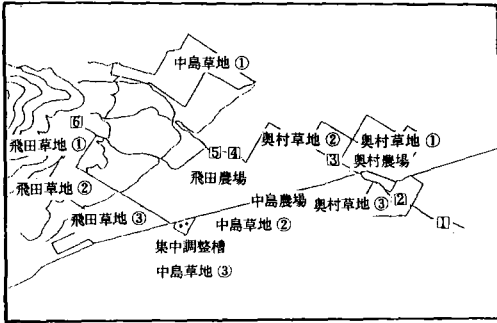 中島草地 ①
⑥
飛田草地 ①
奥村草地 ②
奥村草地 ①
⑤-④
③
奥村農場
飛田農場
飛田草地 ②
中島農場
奥村草地 ③
②
飛田草地 ③
中島草地 ②
①
集中調整槽
中島草地 ③